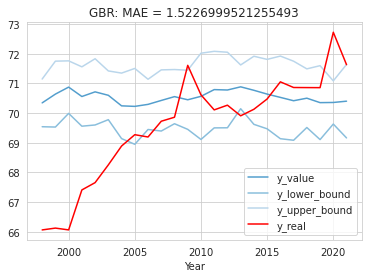 GBR: MAE = 1.5226999521255493
73
72
71
70
69
68
67
66
y_value
y_lower_bound
y_upper_bound
y_real
2000
2005
2010
2015
2020
Year